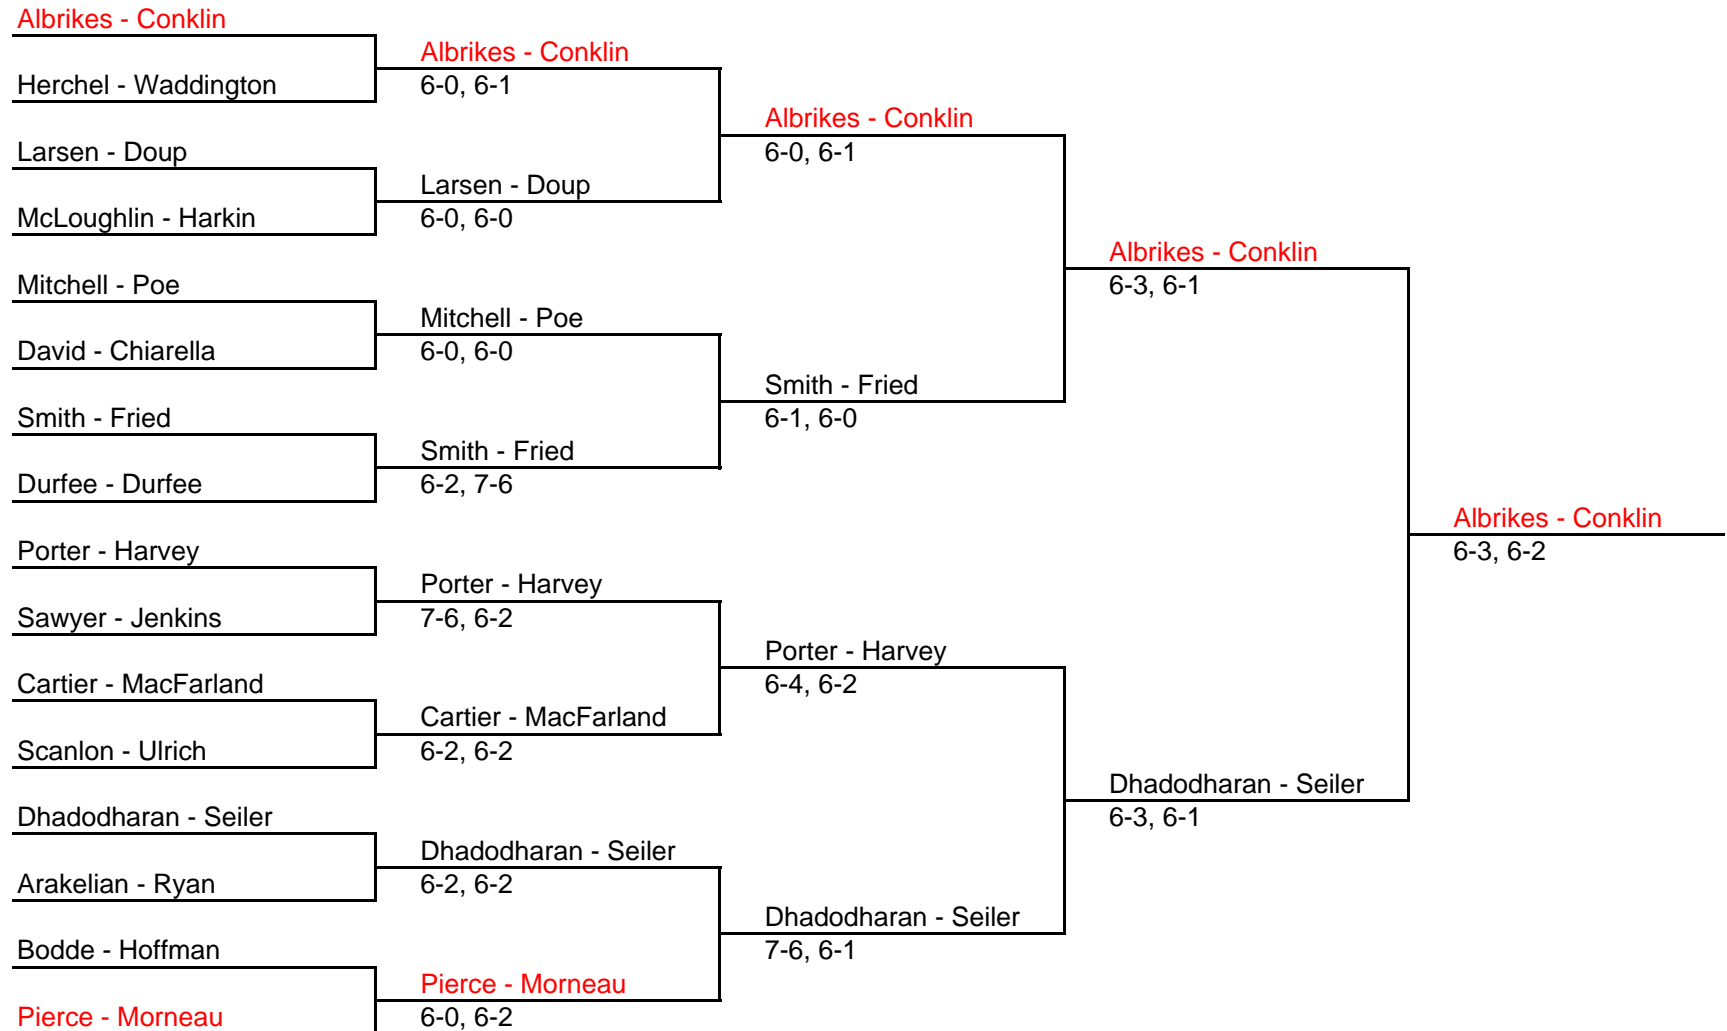 Albrikes - Conklin
Herchel - Waddington
Larsen - Doup
McLoughlin - Harkin
Mitchell - Poe
David - Chiarella
Smith - Fried
Durfee - Durfee
Porter - Harvey
Sawyer - Jenkins
Cartier - MacFarland
Scanlon - Ulrich
Dhadodharan - Seiler
Arakelian - Ryan
Bodde - Hoffman
Pierce - Morneau
Albrikes - Conklin
6-0, 6-1
Larsen - Doup
6-0, 6-0
Mitchell - Poe
6-0, 6-0
Smith - Fried
6-2, 7-6
Porter - Harvey
7-6, 6-2
Cartier - MacFarland
6-2, 6-2
Dhadodharan - Seiler
6-2, 6-2
Pierce - Morneau
6-0, 6-2
Albrikes - Conklin
6-0, 6-1
Smith - Fried
6-1, 6-0
Porter - Harvey
6-4, 6-2
Dhadodharan - Seiler
7-6, 6-1
Albrikes - Conklin
6-3, 6-1
Dhadodharan - Seiler
6-3, 6-1
Albrikes - Conklin
6-3, 6-2